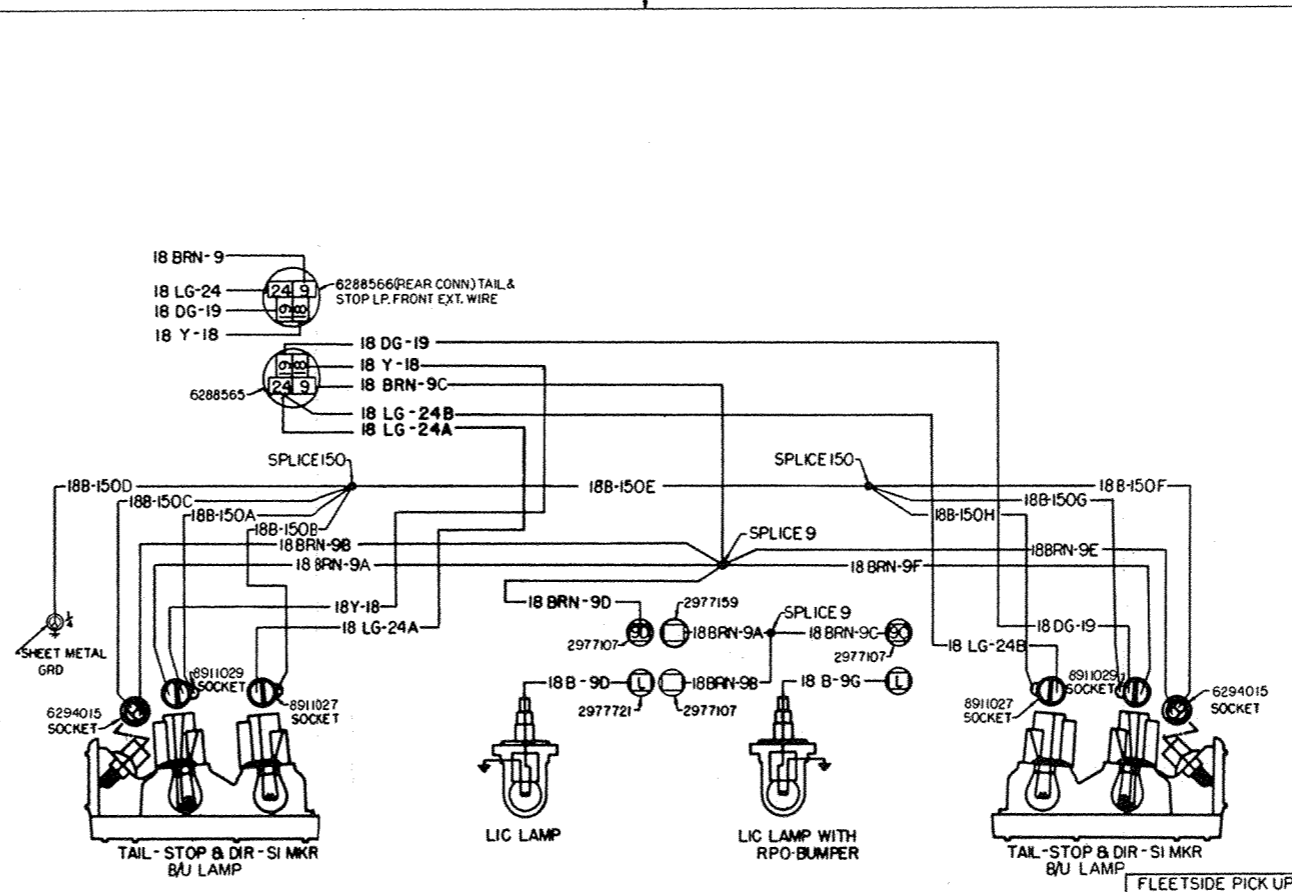 18 BRN-9
18 LG-24
18 DG-19
18 Y-18
24 9
19 18
6288566(REAR CONN) TAIL &
STOP LP. FRONT EXT. WIRE
18 DG-19
18 Y-18
18 BRN-9C
18 LG-24B
18 LG-24A
19 18
24 9
6288565
SPLICE 150
SPLICE 150
18B-150D
18B-150C
18B-150A
18B-150B
18B-150E
18B-150F
18B-150G
18B-150H
18 BRN-9B
18 BRN-9A
SPLICE 9
18BRN-9E
18 BRN-9F
18Y-18
18 LG-24A
18 BRN-9D
2977159
SPLICE 9
9D
18BRN-9A
18 BRN-9C
9C
2977107
2977107
18 DG-19
18 LG-24B
SHEET METAL
GRD
18 B-9D
L
18BRN-9B
18 B-9G
L
2977721
2977107
8911029
SOCKET
8911027
SOCKET
6294015
SOCKET
8911027
SOCKET
8911029
SOCKET
6294015
SOCKET
LIC LAMP
LIC LAMP WITH
RPO-BUMPER
TAIL-STOP & DIR-SI MKR
B/U LAMP
TAIL-STOP & DIR-SI MKR
B/U LAMP
FLEETSIDE PICK UP